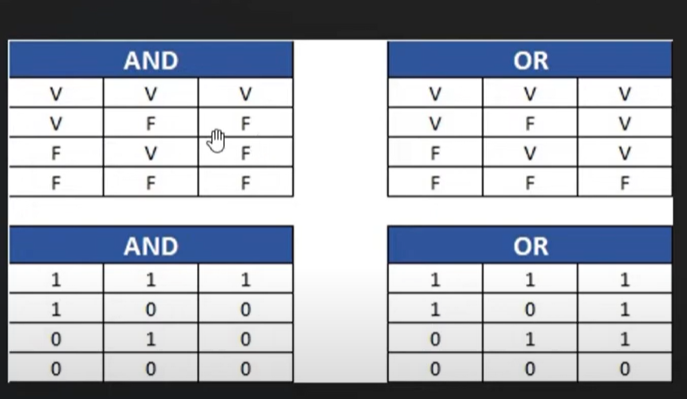 AND
V V V
V F F
F V F
F F F
OR
V V V
V F V
F V V
F F F
AND
1 1 1
1 0 0
0 1 0
0 0 0
OR
1 1 1
1 0 1
0 1 1
0 0 0